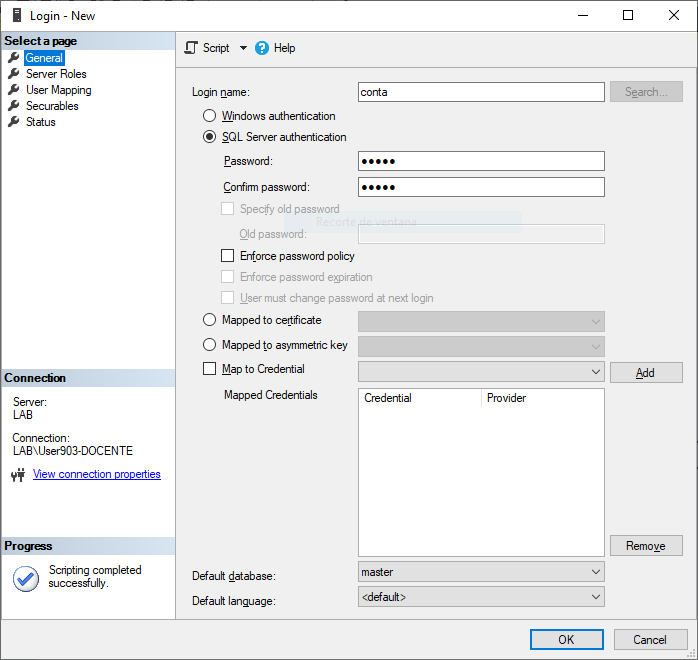 Login - New
Select a page
General
Server Roles
User Mapping
Securables
Status
Script
Help
Login name:
conta
Search...
Windows authentication
SQL Server authentication
Password:
●●●●●
Confirm password:
●●●●●
Specify old password
Recorte de ventana
Old password:
Enforce password policy
Enforce password expiration
User must change password at next login
Mapped to certificate
Mapped to asymmetric key
Map to Credential
Add
Mapped Credentials
Credential
Provider
Remove
Default database:
master
Default language:
<default>
Connection
Server:
LAB
Connection:
LAB\User903-DOCENTE
View connection properties
Progress
Scripting completed
successfully.
OK
Cancel